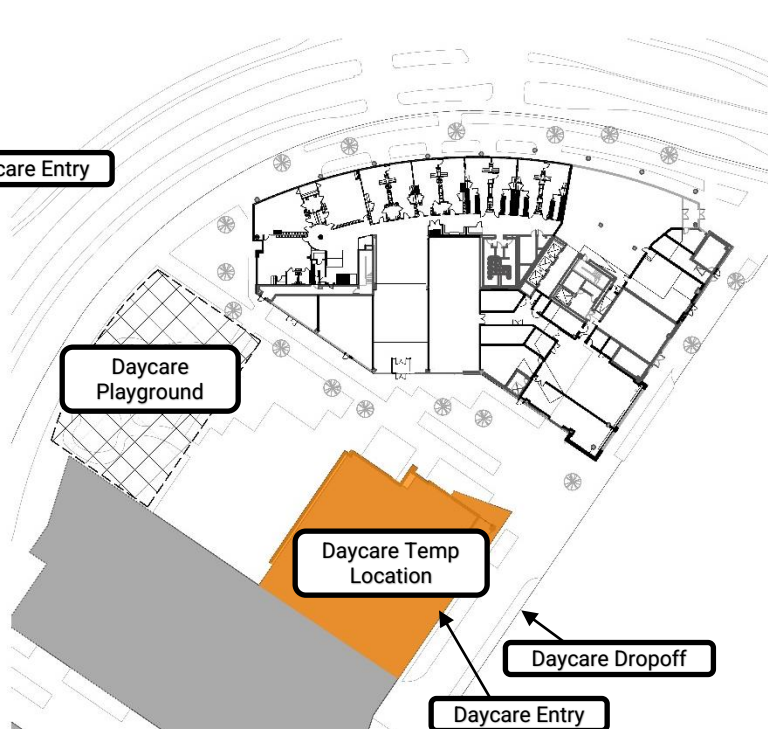 care Entry
Daycare
Playground
Daycare Temp
Location
Daycare Dropoff
Daycare Entry